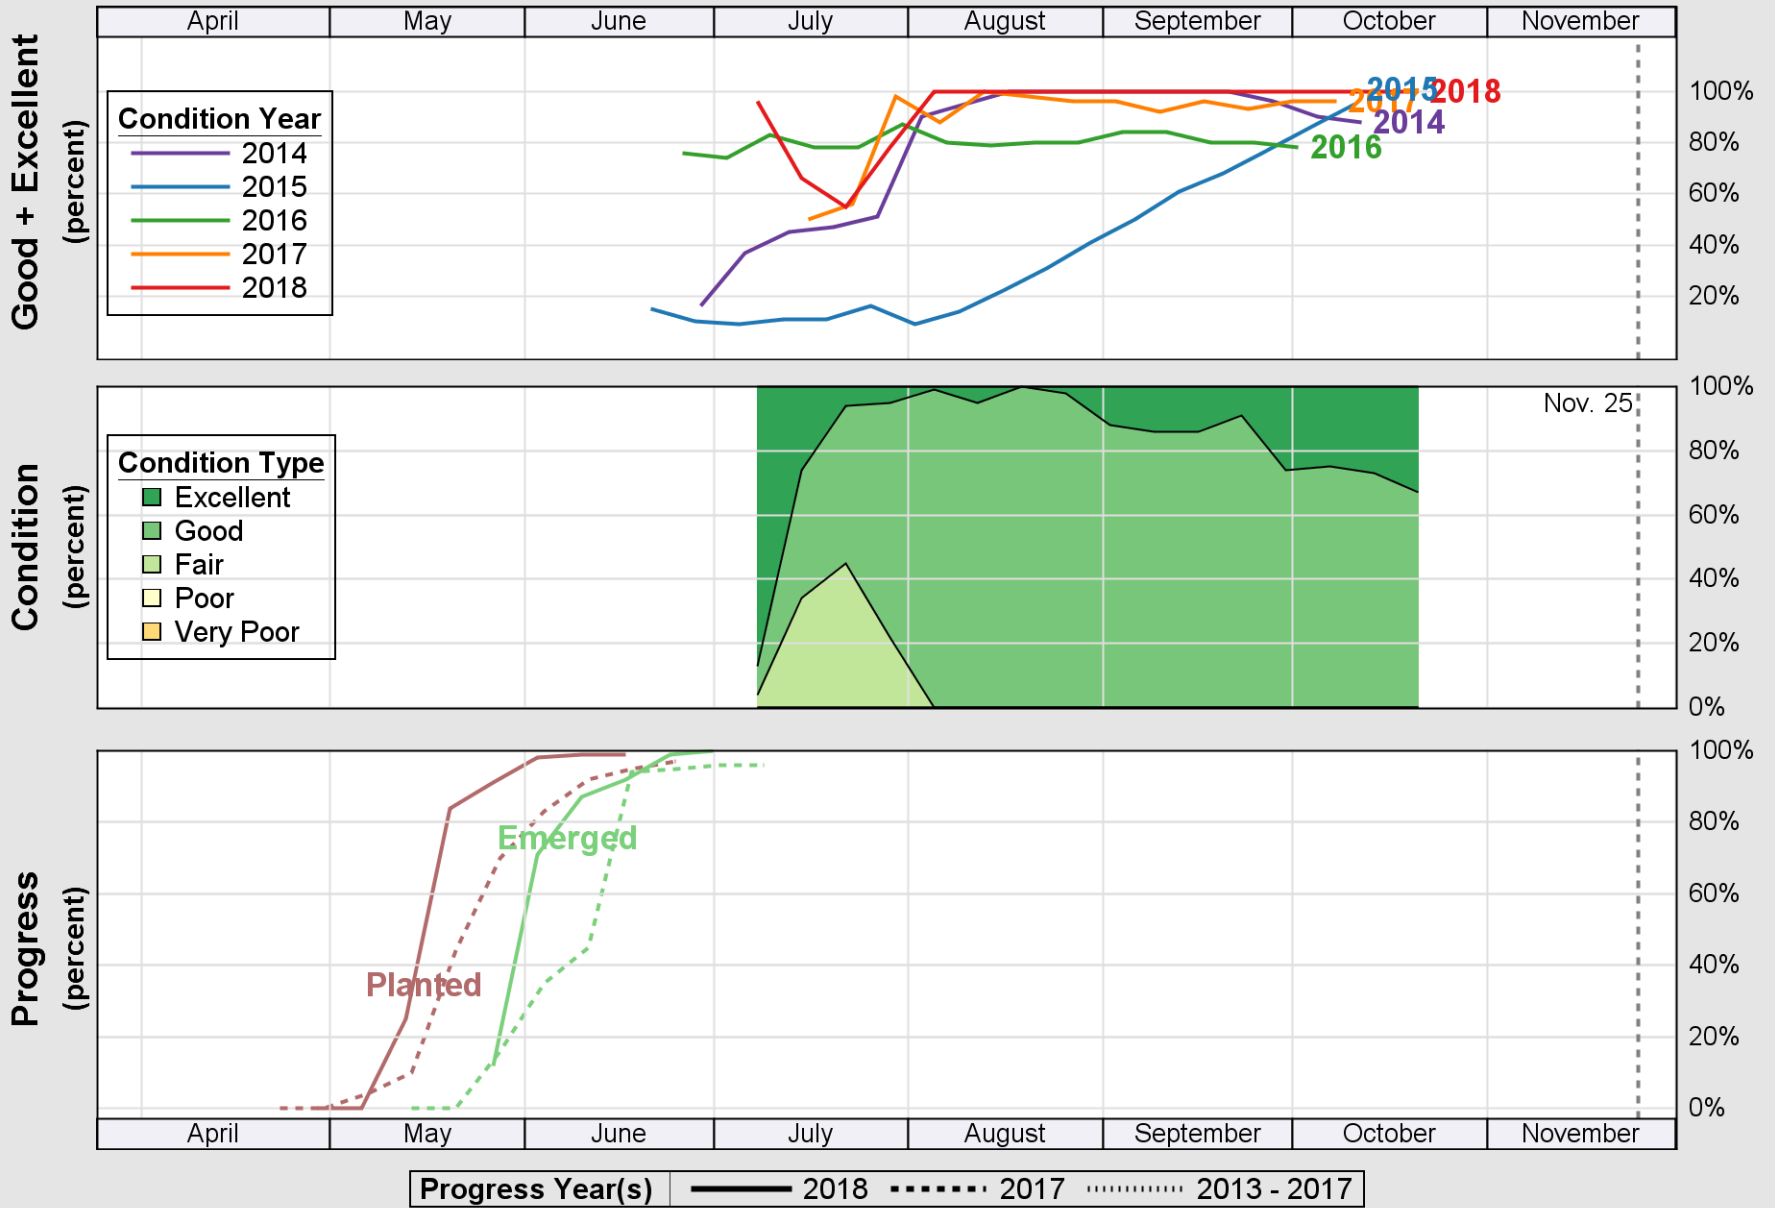 April May June July August September October November
Good + Excellent
(percent)
Condition Year
2014
2015
2016
2017
2018
2015
2018
2017
2014
2016
100%
80%
60%
40%
20%
Condition
(percent)
Nov. 25
Condition Type
Excellent
Good
Fair
Poor
Very Poor
100%
80%
60%
40%
20%
0%
Progress
(percent)
Emerged
Planted
100%
80%
60%
40%
20%
0%
April May June July August September October November
Progress Year(s) 2018 2017 2013 - 2017